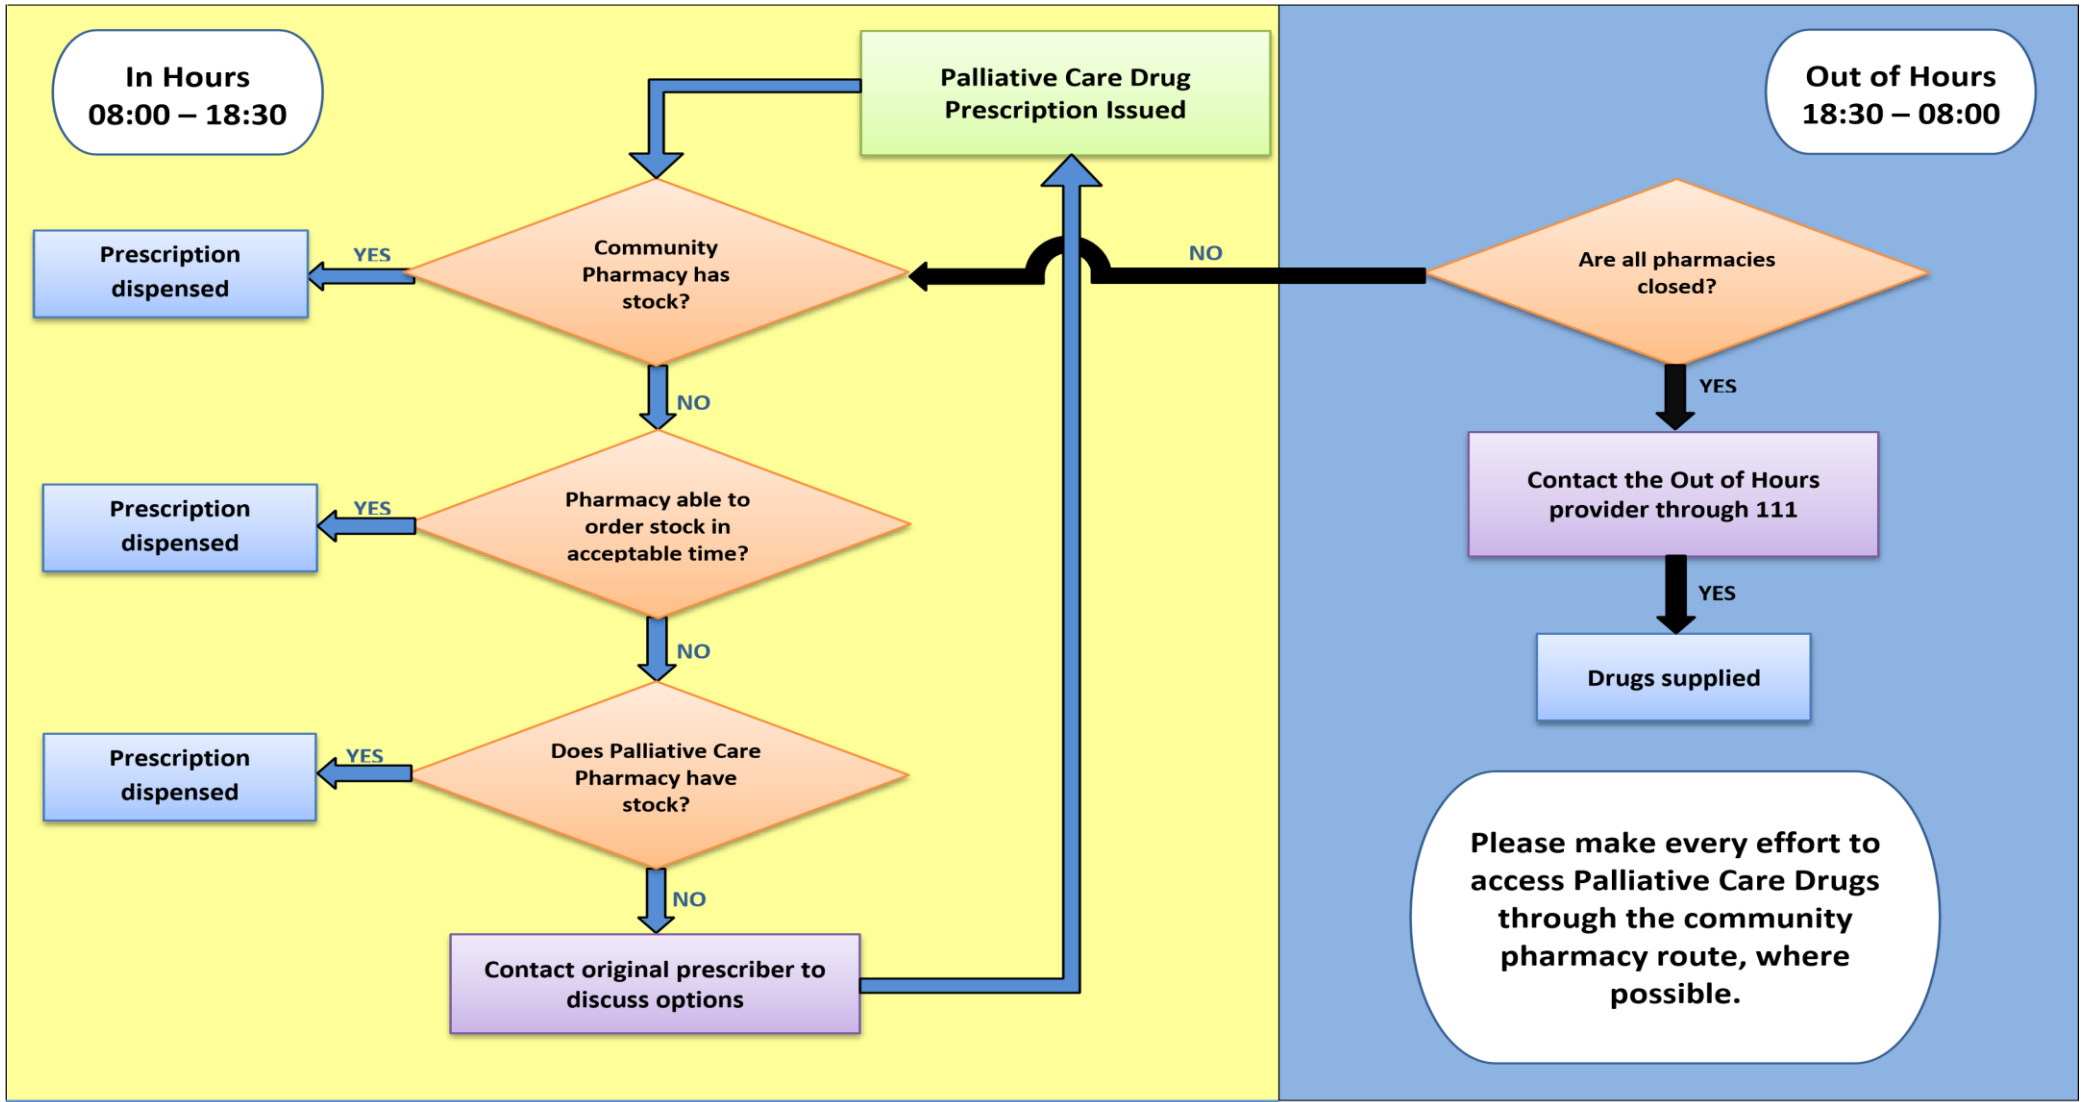 In Hours
08:00 – 18:30
Palliative Care Drug
Prescription Issued
Community
Pharmacy has
stock?
YES
Prescription
dispensed
NO
Pharmacy able to
order stock in
acceptable time?
YES
Prescription
dispensed
NO
Does Palliative Care
Pharmacy have
stock?
YES
Prescription
dispensed
NO
Contact original prescriber to
discuss options
Out of Hours
18:30 – 08:00
Are all pharmacies
closed?
NO
YES
Contact the Out of Hours
provider through 111
YES
Drugs supplied
Please make every effort to
access Palliative Care Drugs
through the community
pharmacy route, where
possible.